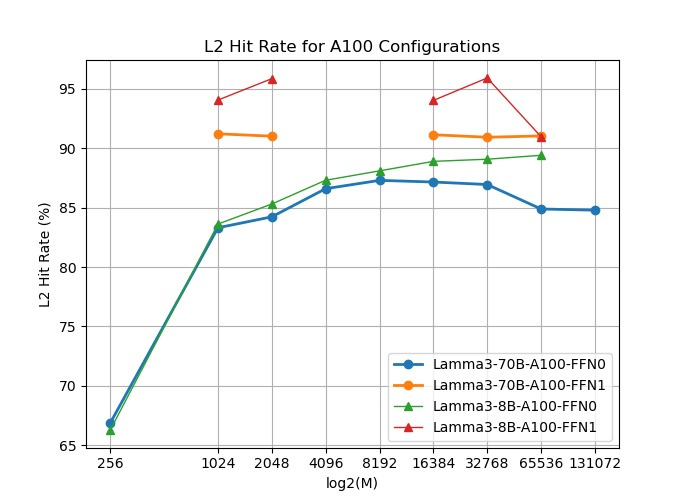 L2 Hit Rate for A100 Configurations
L2 Hit Rate (%)
95
90
85
80
75
70
65
Lamma3-70B-A100-FFN0
Lamma3-70B-A100-FFN1
Lamma3-8B-A100-FFN0
Lamma3-8B-A100-FFN1
256 1024 2048 4096 8192 16384 32768 65536 131072
log2(M)